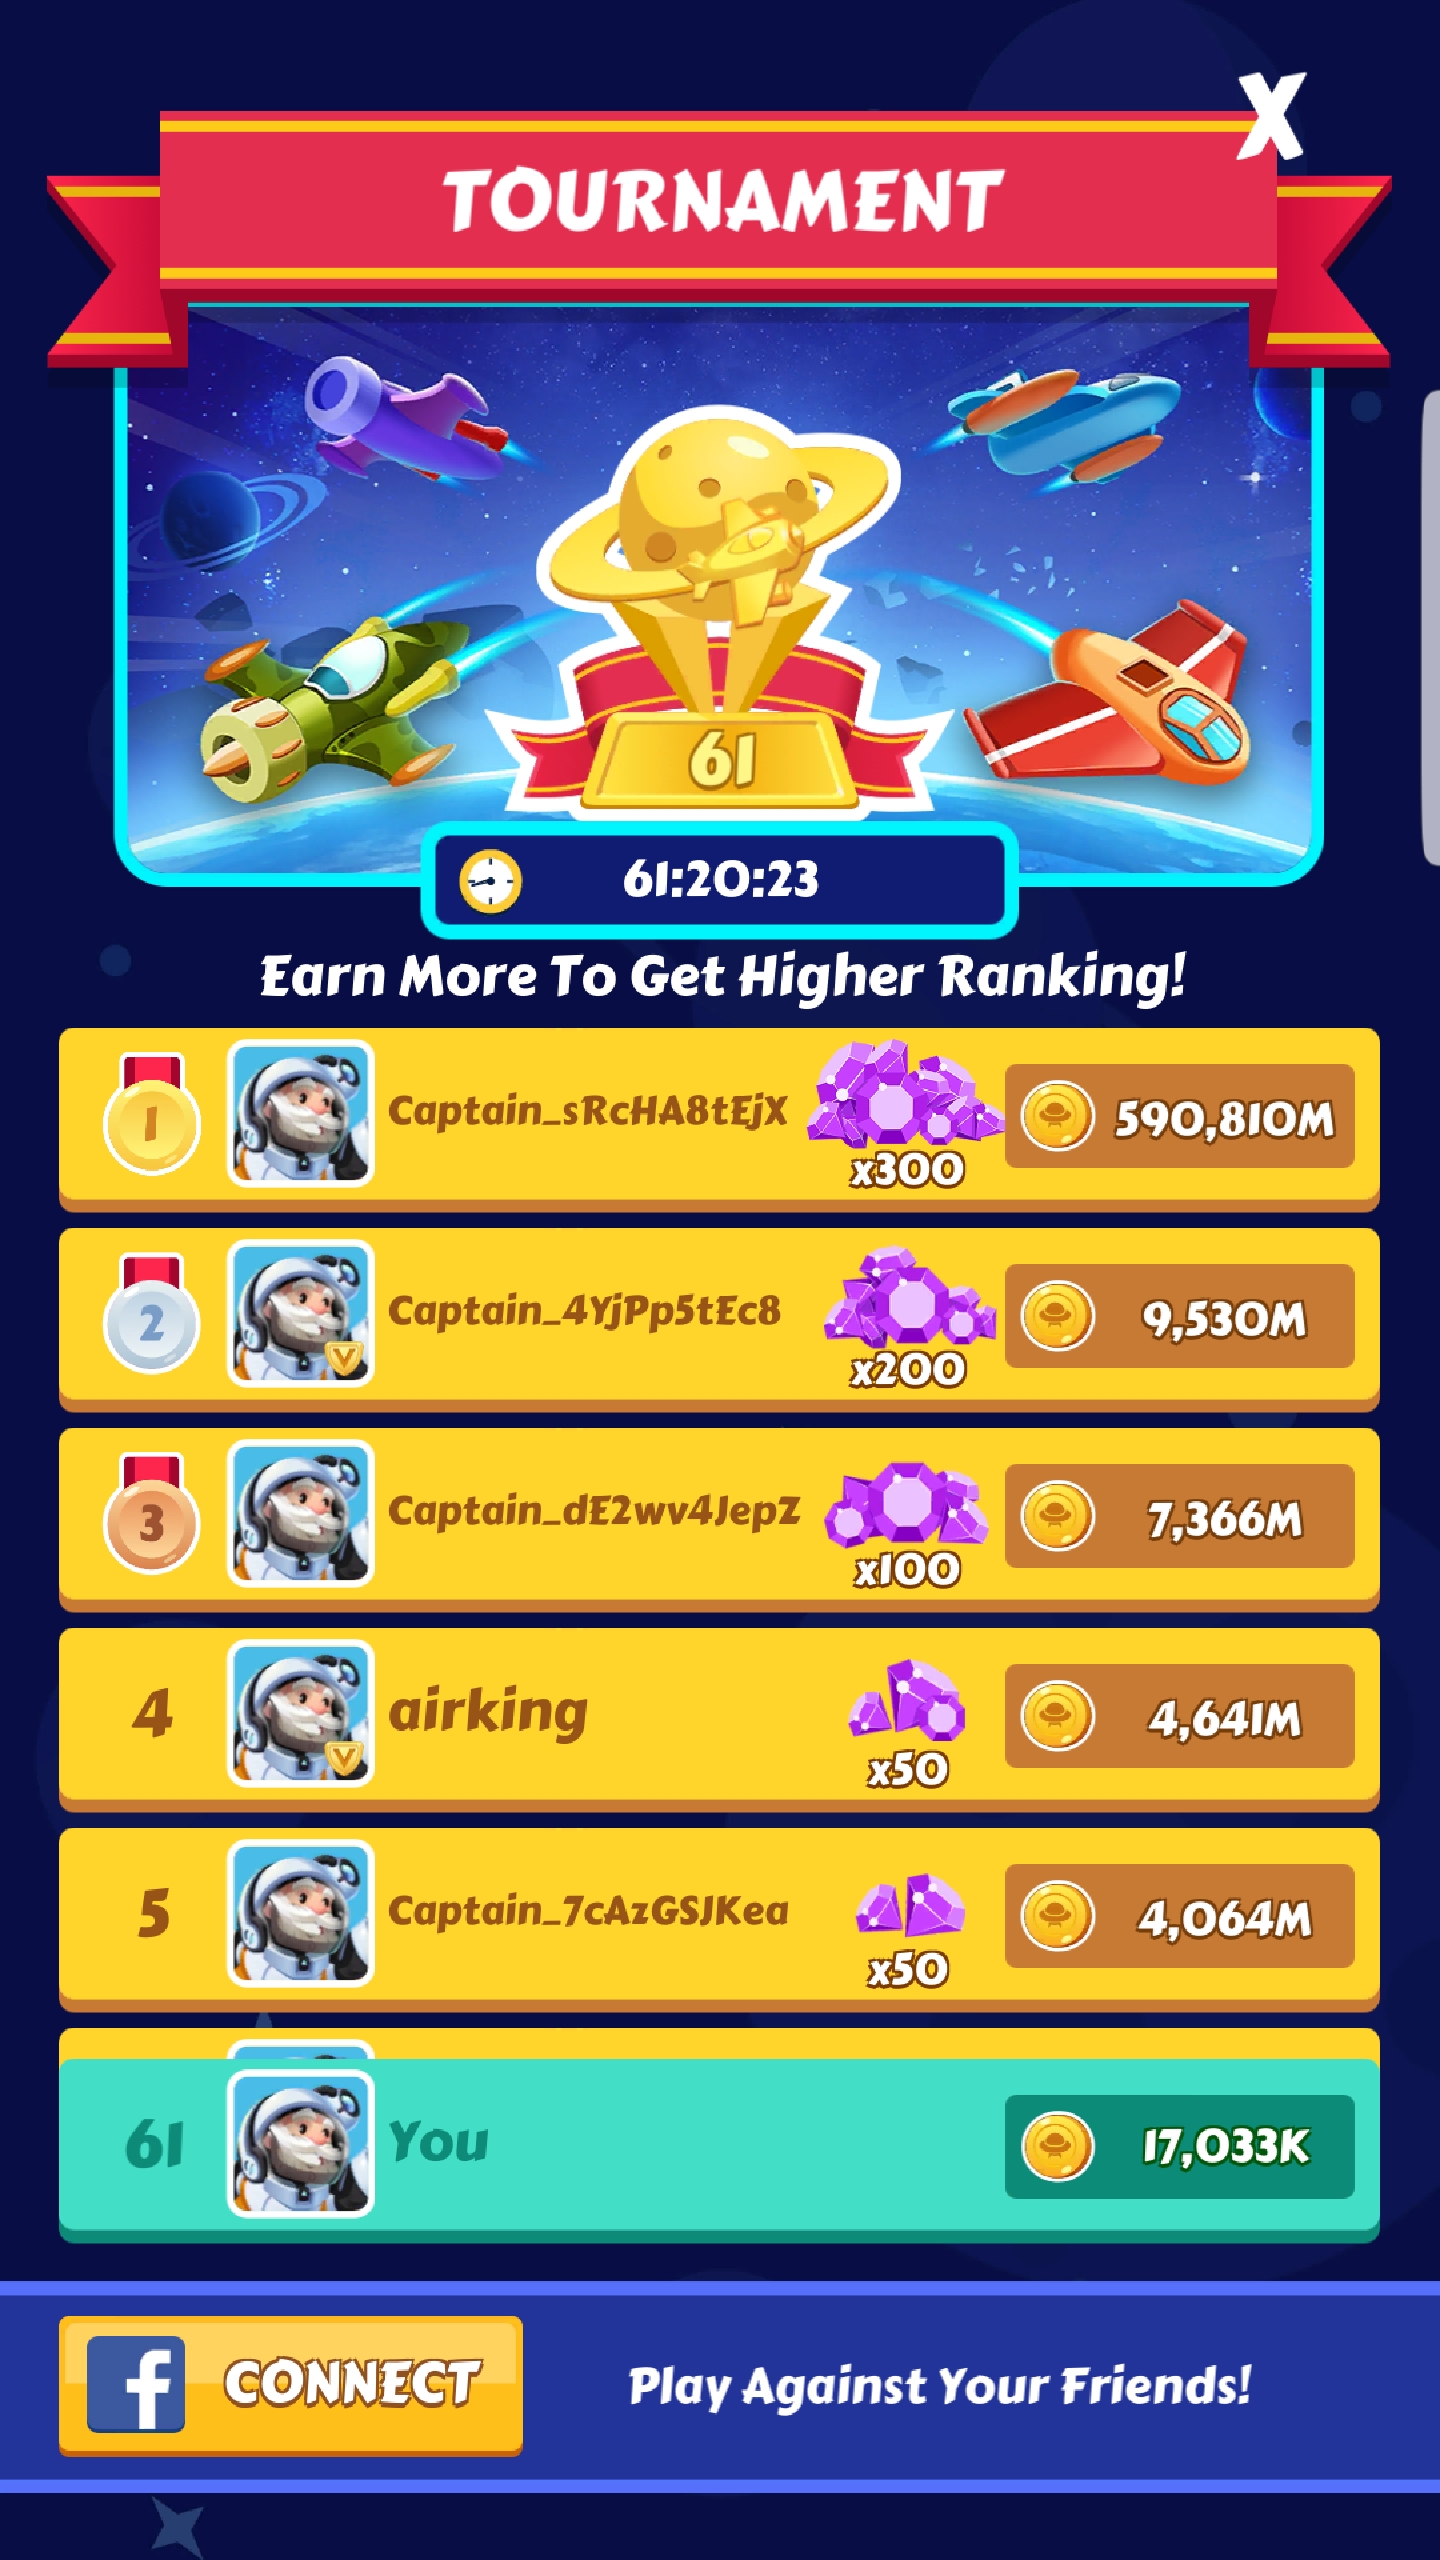 X
TOURNAMENT
61
61:20:23
Earn More To Get Higher Ranking!
1 Captain_sRcHA8tEjX 590,810M
x300
2 Captain_4YjPp5tEc8 9,530M
V
x200
3 Captain_dE2wv4JepZ 7,366M
x100
4 airking 4,641M
V
x50
5 Captain_7cAzGSJKea 4,064M
x50
61 You 17,033K
f CONNECT Play Against Your Friends!